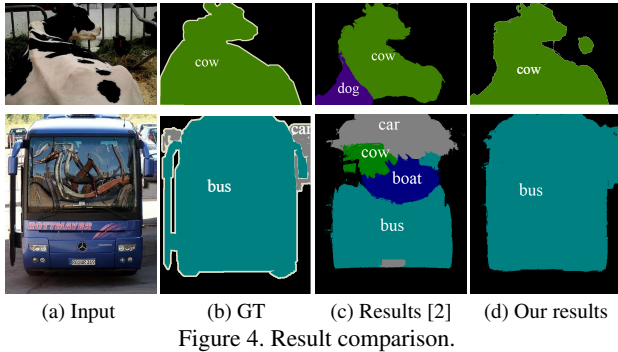 cow
cow
dog
cow
car
bus
car
cow
boat
bus
bus
(a) Input
(b) GT
(c) Results [2]
(d) Our results
Figure 4. Result comparison.